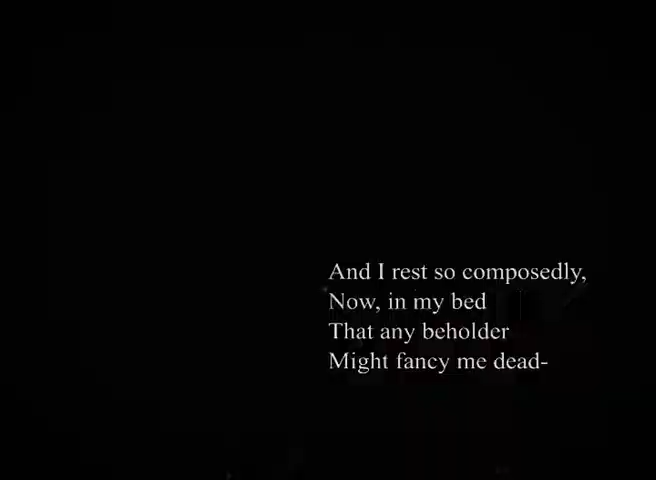 And I rest so composedly,
Now, in my bed
That any beholder
Might fancy me dead-